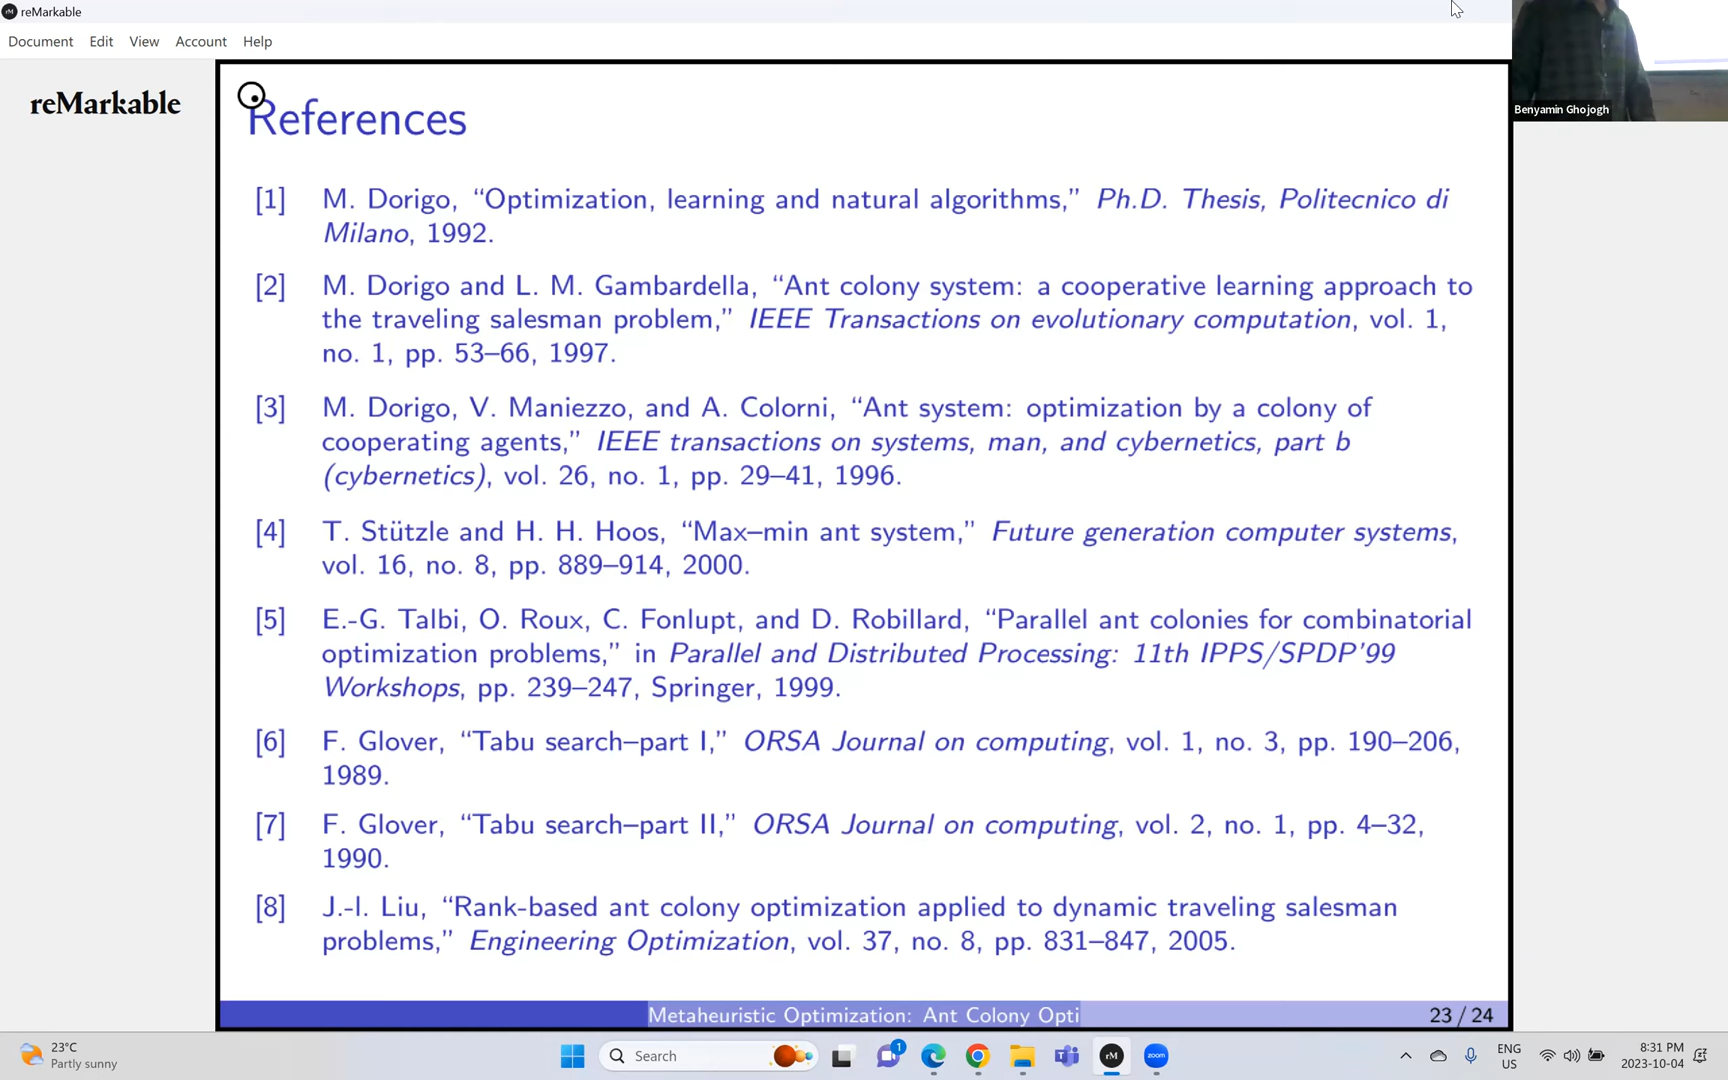 reMarkable
Document Edit View Account Help
reMarkable
Benyamin Ghojogh
References
[1] M. Dorigo, “Optimization, learning and natural algorithms,” Ph.D. Thesis, Politecnico di
Milano, 1992.
[2] M. Dorigo and L. M. Gambardella, “Ant colony system: a cooperative learning approach to
the traveling salesman problem,” IEEE Transactions on evolutionary computation, vol. 1,
no. 1, pp. 53–66, 1997.
[3] M. Dorigo, V. Maniezzo, and A. Colorni, “Ant system: optimization by a colony of
cooperating agents,” IEEE transactions on systems, man, and cybernetics, part b
(cybernetics), vol. 26, no. 1, pp. 29–41, 1996.
[4] T. Stützle and H. H. Hoos, “Max–min ant system,” Future generation computer systems,
vol. 16, no. 8, pp. 889–914, 2000.
[5] E.-G. Talbi, O. Roux, C. Fonlupt, and D. Robillard, “Parallel ant colonies for combinatorial
optimization problems,” in Parallel and Distributed Processing: 11th IPPS/SPDP’99
Workshops, pp. 239–247, Springer, 1999.
[6] F. Glover, “Tabu search–part I,” ORSA Journal on computing, vol. 1, no. 3, pp. 190–206,
1989.
[7] F. Glover, “Tabu search–part II,” ORSA Journal on computing, vol. 2, no. 1, pp. 4–32,
1990.
[8] J.-l. Liu, “Rank-based ant colony optimization applied to dynamic traveling salesman
problems,” Engineering Optimization, vol. 37, no. 8, pp. 831–847, 2005.
Metaheuristic Optimization: Ant Colony Opti 23 / 24
23°C
Partly sunny
Search
1
rM
zoom
ENG
US
8:31 PM
2023-10-04